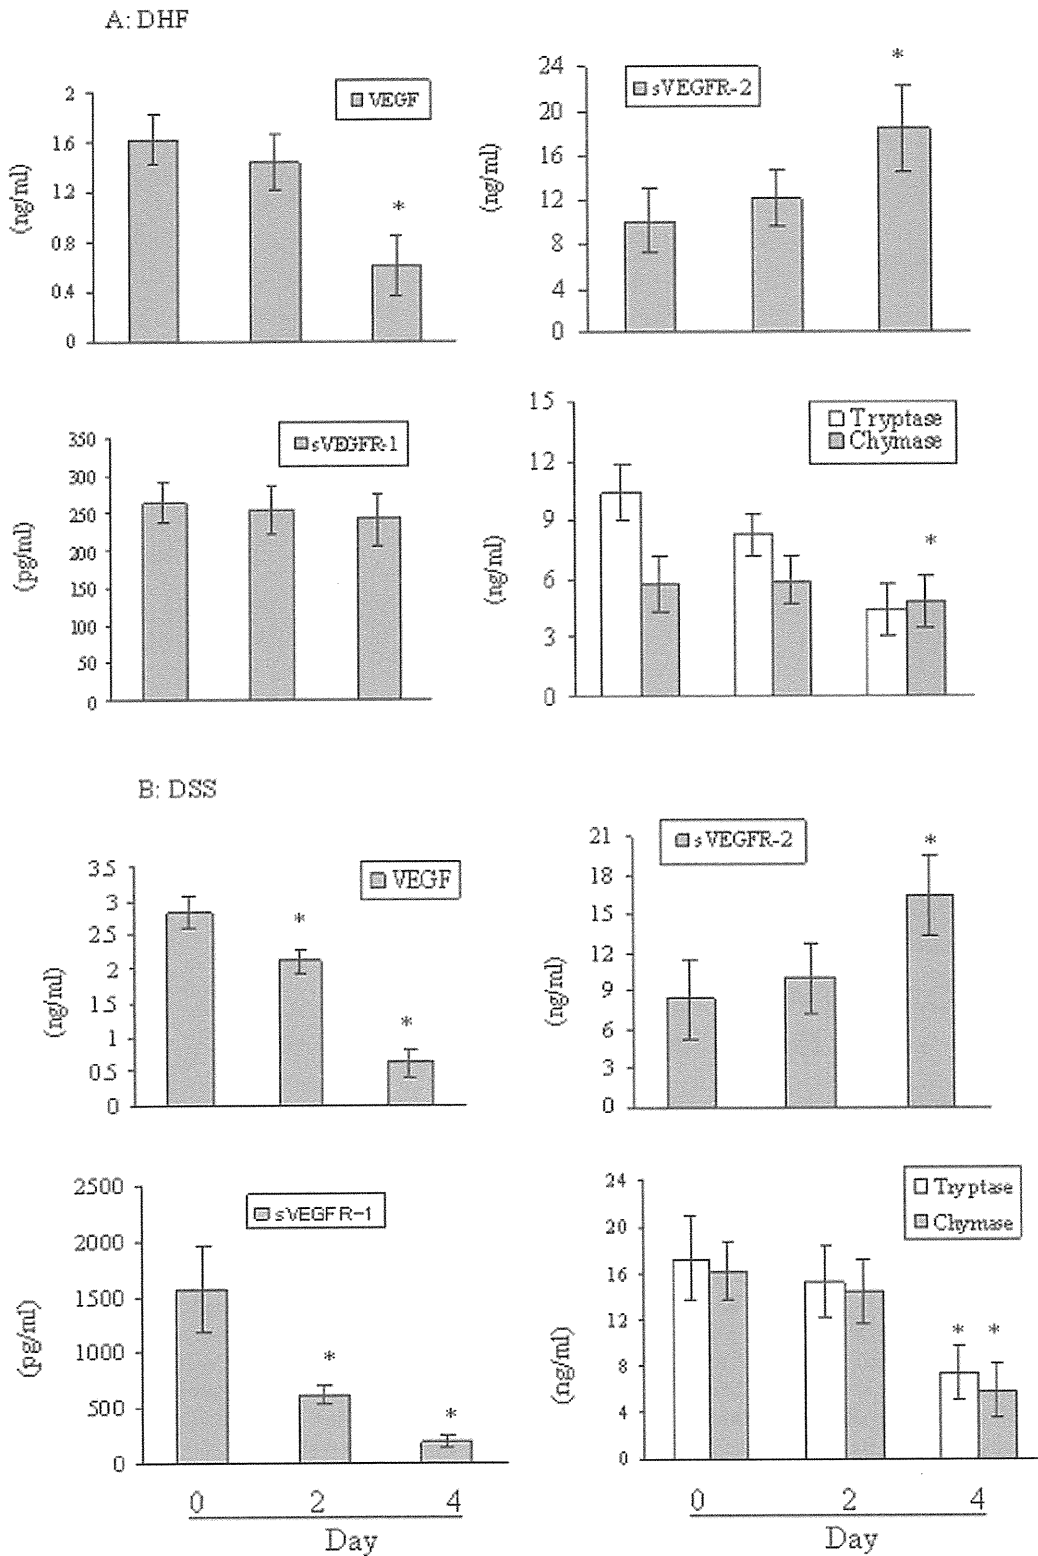 A: DHF
VEGF
(ng/ml)
2
1.6
1.2
0.8
0.4
0
*
sVEGFR-2
(ng/ml)
24
20
16
12
8
4
0
*
sVEGFR-1
(pg/ml)
350
300
250
200
150
100
50
0
Tryptase
Chymase
(ng/ml)
15
12
9
6
3
0
*
B: DSS
VEGF
(ng/ml)
3.5
3
2.5
2
1.5
1
0.5
0
*
*
sVEGFR-2
(ng/ml)
21
18
15
12
9
6
3
0
*
sVEGFR-1
(pg/ml)
2500
2000
1500
1000
500
0
*
*
0 2 4
Day
Tryptase
Chymase
(ng/ml)
24
20
16
12
8
4
0
* *
0 2 4
Day